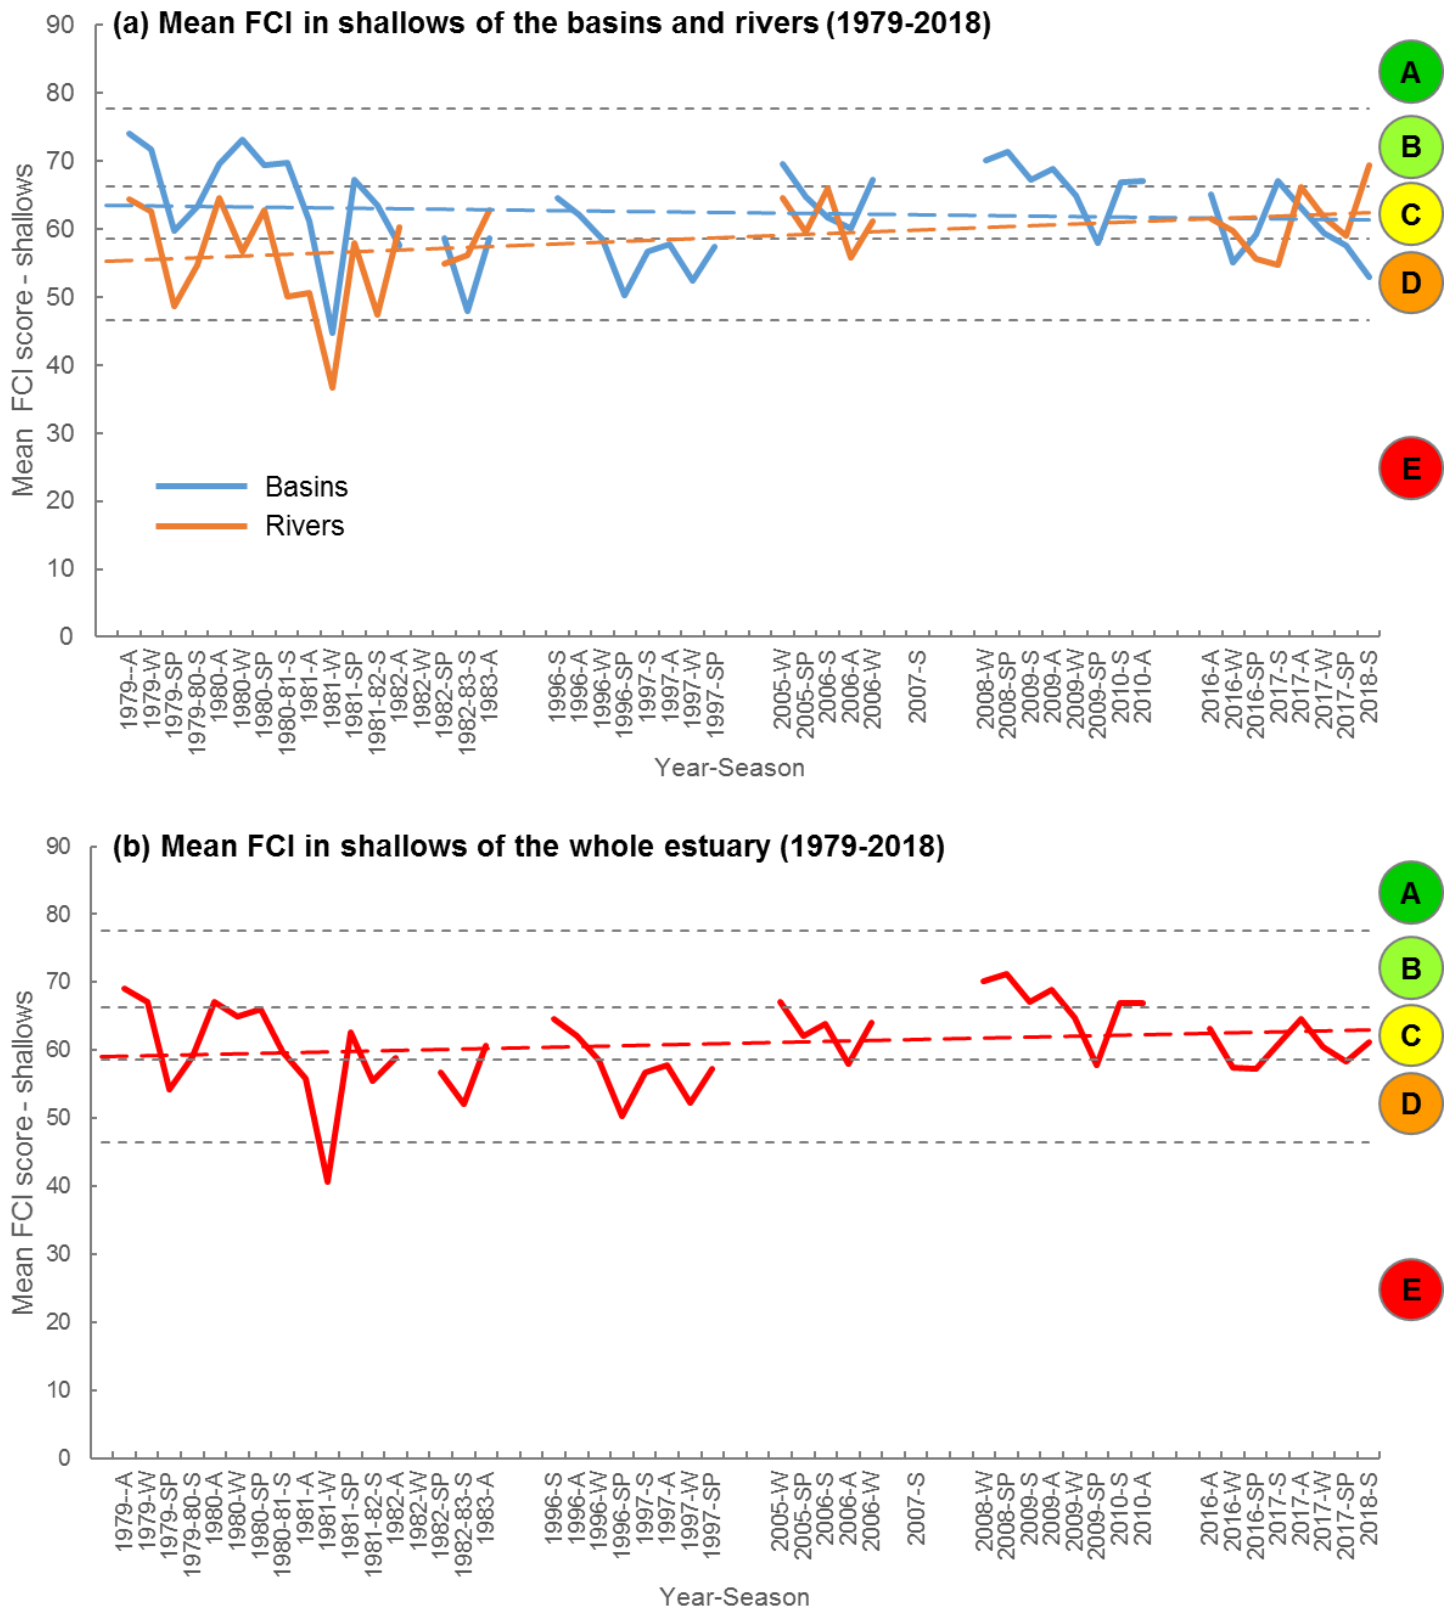 (a) Mean FCI in shallows of the basins and rivers (1979-2018)
90
80
70
60
50
40
30
20
10
0
Mean FCI score - shallows
A
B
C
D
E
Basins
Rivers
1979--A
1979-W
1979-SP
1979-80-S
1980-A
1980-W
1980-SP
1980-81-S
1981-A
1981-W
1981-SP
1981-82-S
1982-A
1982-W
1982-SP
1982-83-S
1983-A
1996-S
1996-A
1996-W
1996-SP
1997-S
1997-A
1997-W
1997-SP
2005-W
2005-SP
2006-S
2006-A
2006-W
2007-S
2008-W
2008-SP
2009-S
2009-A
2009-W
2009-SP
2010-S
2010-A
2016-A
2016-W
2016-SP
2017-S
2017-A
2017-W
2017-SP
2018-S
Year-Season
(b) Mean FCI in shallows of the whole estuary (1979-2018)
90
80
70
60
50
40
30
20
10
0
Mean FCI score - shallows
A
B
C
D
E
1979--A
1979-W
1979-SP
1979-80-S
1980-A
1980-W
1980-SP
1980-81-S
1981-A
1981-W
1981-SP
1981-82-S
1982-A
1982-W
1982-SP
1982-83-S
1983-A
1996-S
1996-A
1996-W
1996-SP
1997-S
1997-A
1997-W
1997-SP
2005-W
2005-SP
2006-S
2006-A
2006-W
2007-S
2008-W
2008-SP
2009-S
2009-A
2009-W
2009-SP
2010-S
2010-A
2016-A
2016-W
2016-SP
2017-S
2017-A
2017-W
2017-SP
2018-S
Year-Season